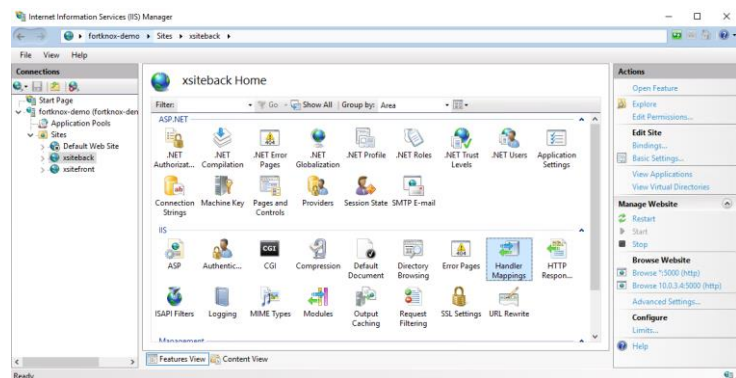 Internet Information Services (IIS) Manager
fortknox-demo ▸ Sites ▸ xsiteback ▸
File View Help
Connections
Start Page
fortknox-demo (fortknox-den
Application Pools
Sites
Default Web Site
xsiteback
xsitefront
xsiteback Home
Filter: Go Show All Group by: Area
ASP.NET
.NET Authorizat... .NET Compilation .NET Error Pages .NET Globalization .NET Profile .NET Roles .NET Trust Levels .NET Users Application Settings
Connection Strings Machine Key Pages and Controls Providers Session State SMTP E-mail
IIS
ASP Authentic... CGI Compression Default Document Directory Browsing Error Pages Handler Mappings HTTP Respon...
ISAPI Filters Logging MIME Types Modules Output Caching Request Filtering SSL Settings URL Rewrite
Management
Features View Content View
Actions
Open Feature
Explore
Edit Permissions...
Edit Site
Bindings...
Basic Settings...
View Applications
View Virtual Directories
Manage Website
Restart
Start
Stop
Browse Website
Browse *:5000 (http)
Browse 10.0.3.4:5000 (http)
Advanced Settings...
Configure
Limits...
Help
Ready